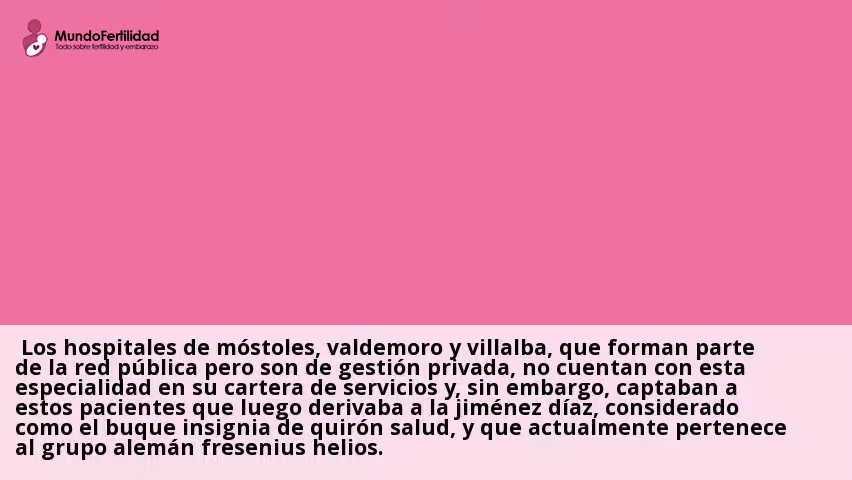 MundoFertilidad
Todo sobre fertilidad y embarazo
Los hospitales de móstoles, valdemoro y villalba, que forman parte
de la red pública pero son de gestión privada, no cuentan con esta
especialidad en su cartera de servicios y, sin embargo, captaban a
estos pacientes que luego derivaba a la jiménez díaz, considerado
como el buque insignia de quirón salud, y que actualmente pertenece
al grupo alemán fresenius helios.